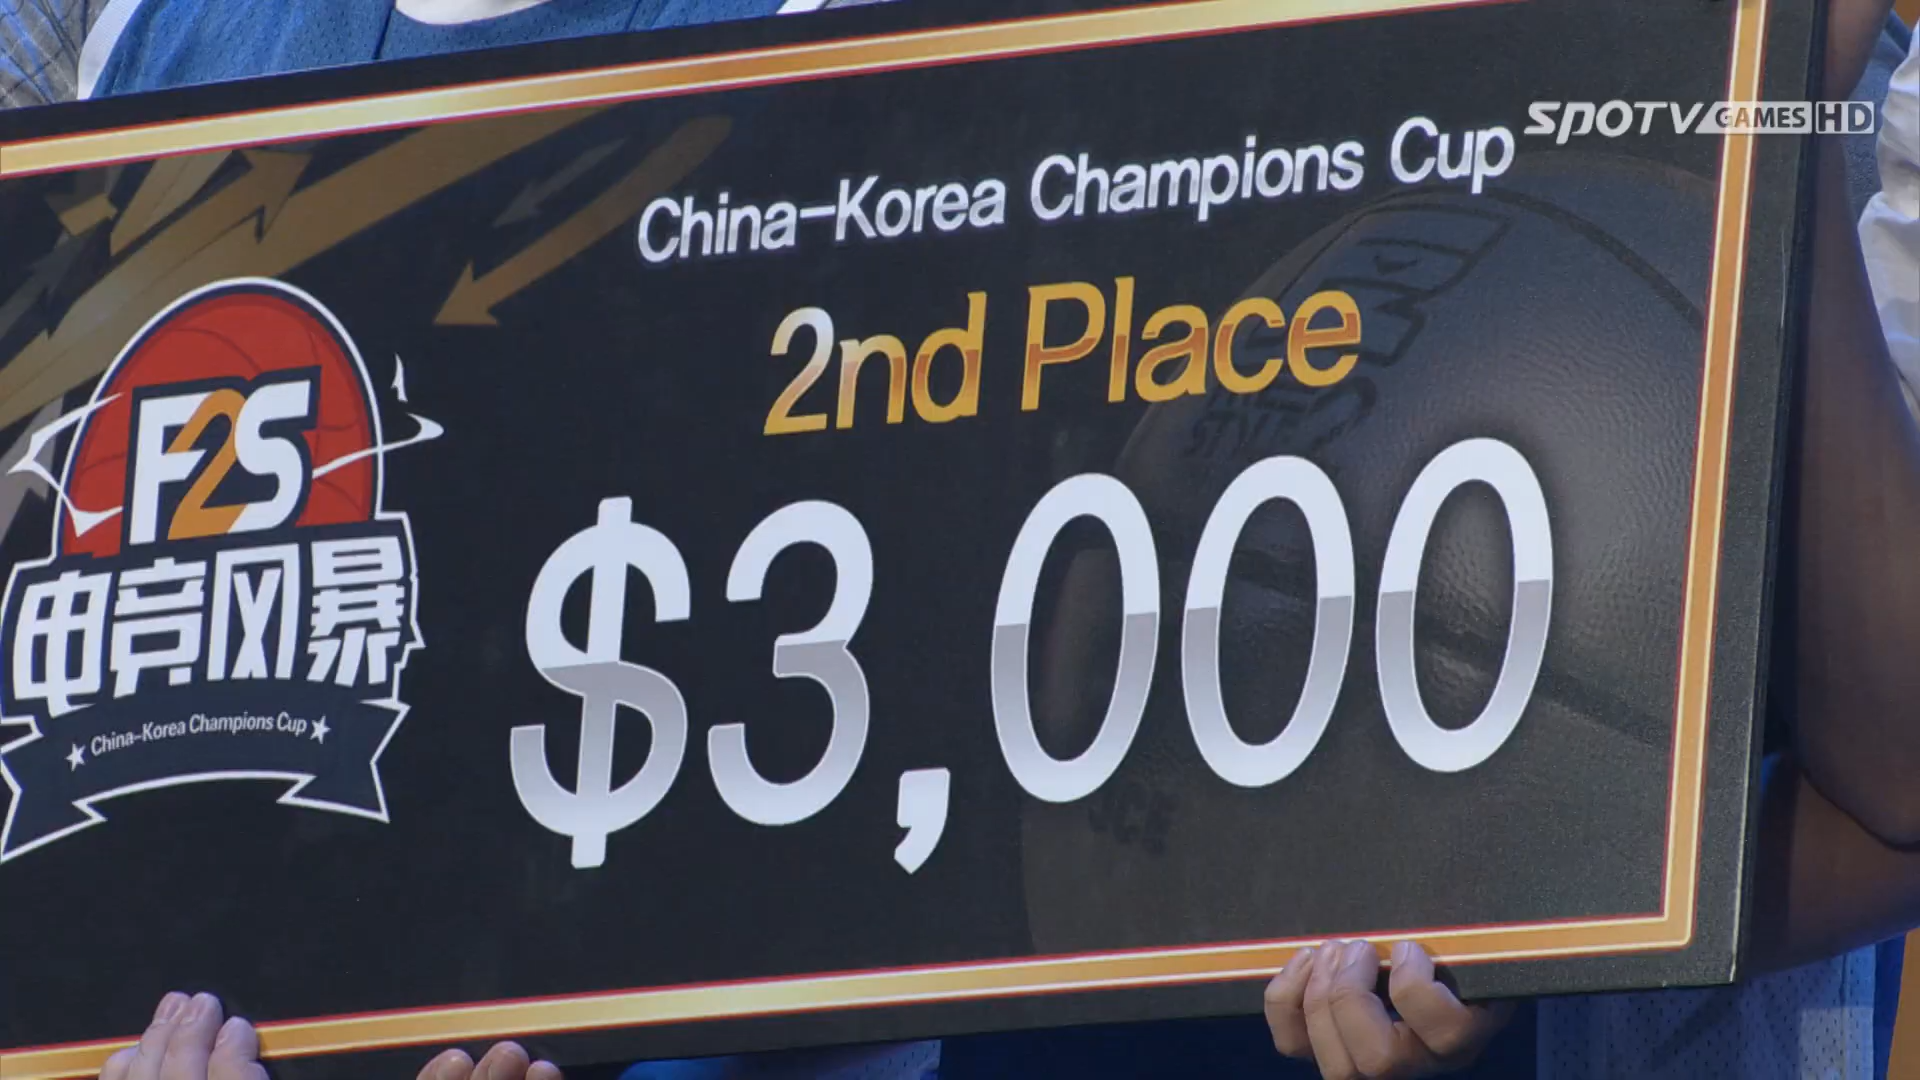 SPOTV GAMES HD
China-Korea Champions Cup
2nd Place
$3,000
F2S
电竞风暴
★ China-Korea Champions Cup ★